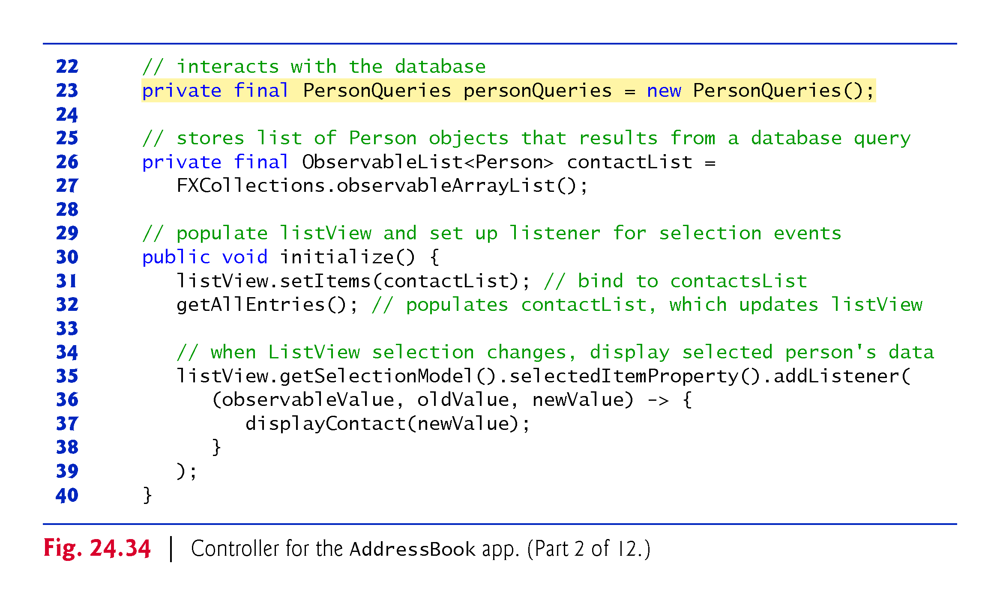 22 // interacts with the database
23 private final PersonQueries personQueries = new PersonQueries();
24
25 // stores list of Person objects that results from a database query
26 private final ObservableList<Person> contactList =
27 FXCollections.observableArrayList();
28
29 // populate listView and set up listener for selection events
30 public void initialize() {
31 listView.setItems(contactList); // bind to contactsList
32 getAllEntries(); // populates contactList, which updates listView
33
34 // when ListView selection changes, display selected person's data
35 listView.getSelectionModel().selectedItemProperty().addListener(
36 (observableValue, oldValue, newValue) -> {
37 displayContact(newValue);
38 }
39 );
40 }
Fig. 24.34 | Controller for the AddressBook app. (Part 2 of 12.)